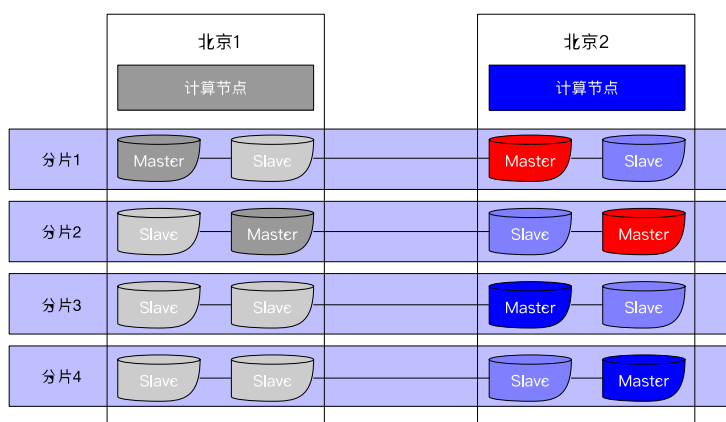 北京1 北京2
计算节点 计算节点
分片1 Master Slave Master Slave
分片2 Slave Master Slave Master
分片3 Slave Slave Master Slave
分片4 Slave Slave Slave Master